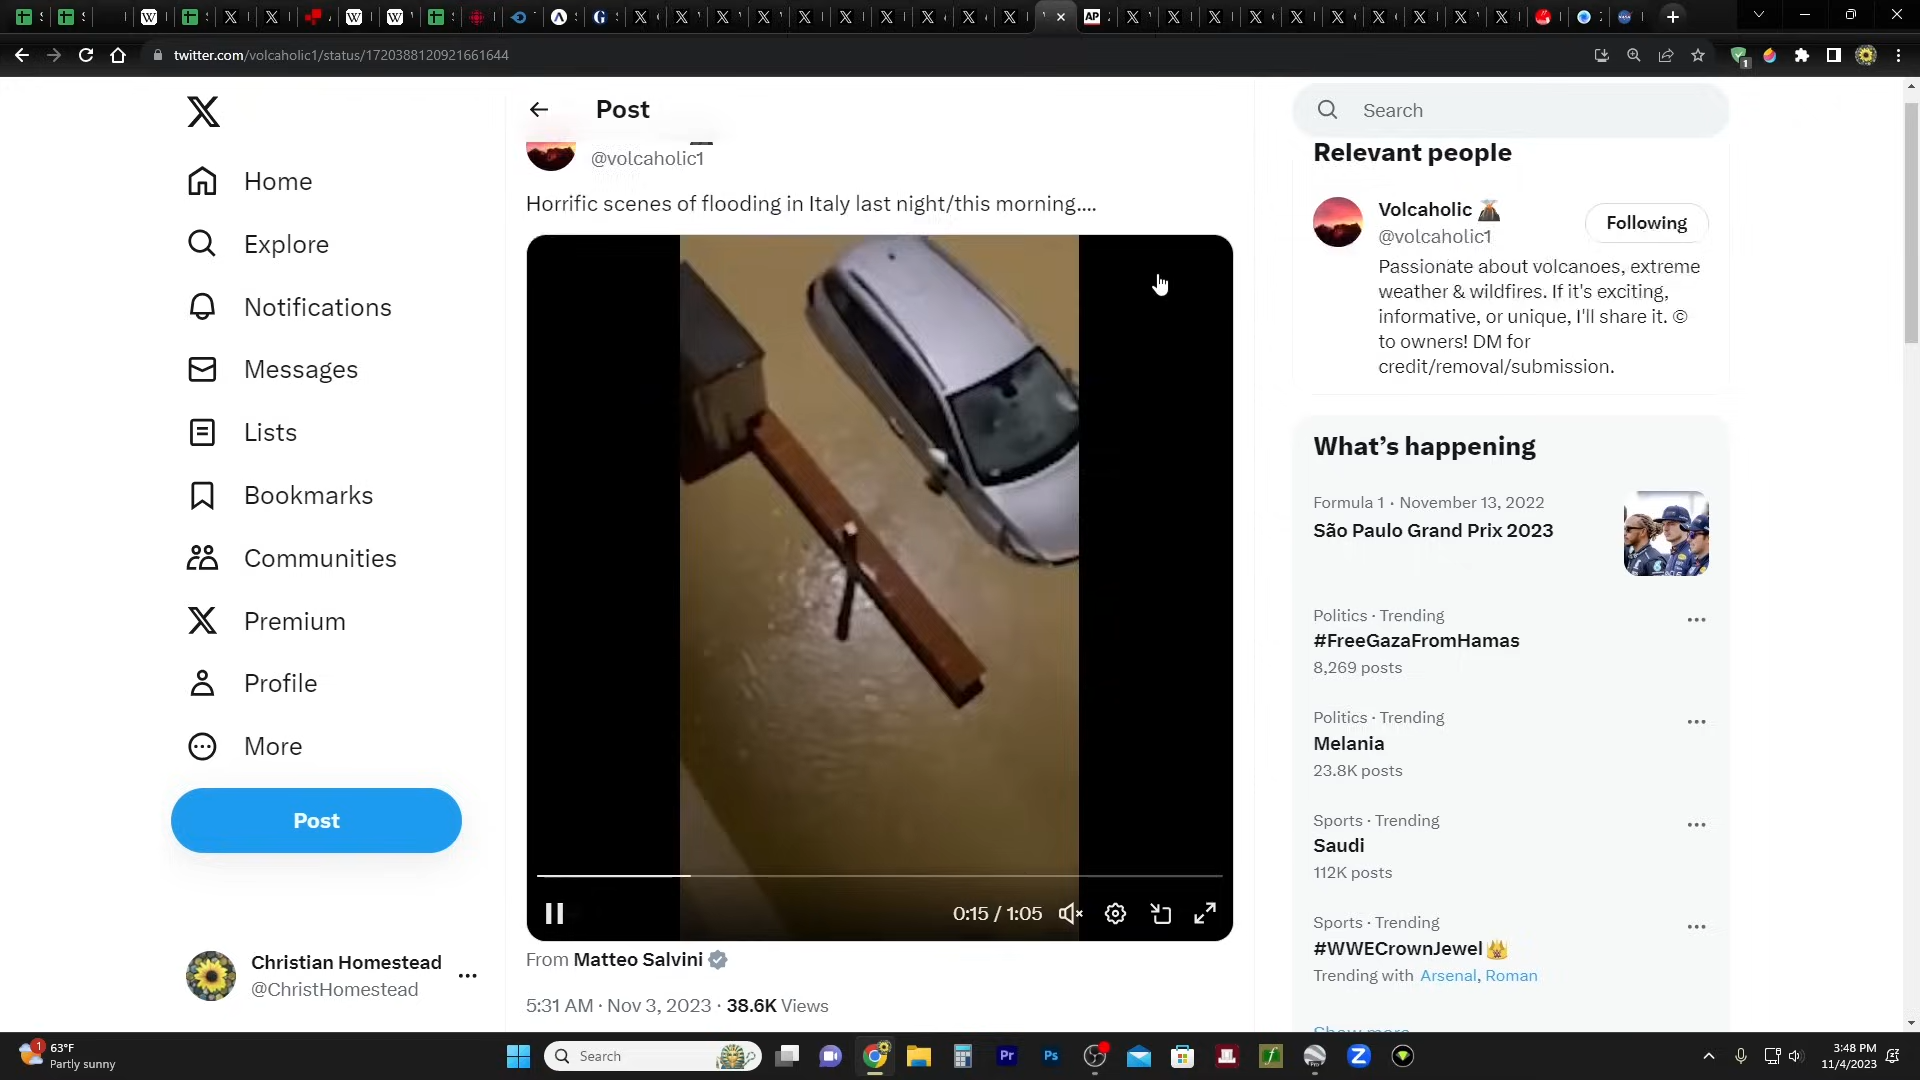 twitter.com/volcaholic1/status/1720388120921661644
Post
@volcaholic1
Horrific scenes of flooding in Italy last night/this morning....
0:15 / 1:05
From Matteo Salvini
5:31 AM · Nov 3, 2023 · 38.6K Views
Home
Explore
Notifications
Messages
Lists
Bookmarks
Communities
Premium
Profile
More
Post
Christian Homestead
@ChristHomestead
Search
Relevant people
Volcaholic
@volcaholic1
Following
Passionate about volcanoes, extreme
weather & wildfires. If it's exciting,
informative, or unique, I'll share it. ©
to owners! DM for
credit/removal/submission.
What's happening
Formula 1 · November 13, 2022
São Paulo Grand Prix 2023
Politics · Trending
#FreeGazaFromHamas
8,269 posts
Politics · Trending
Melania
23.8K posts
Sports · Trending
Saudi
112K posts
Sports · Trending
#WWECrownJewel
Trending with Arsenal, Roman
Show more
1
63°F
Partly sunny
Search
Pr
Ps
3:48 PM
11/4/2023